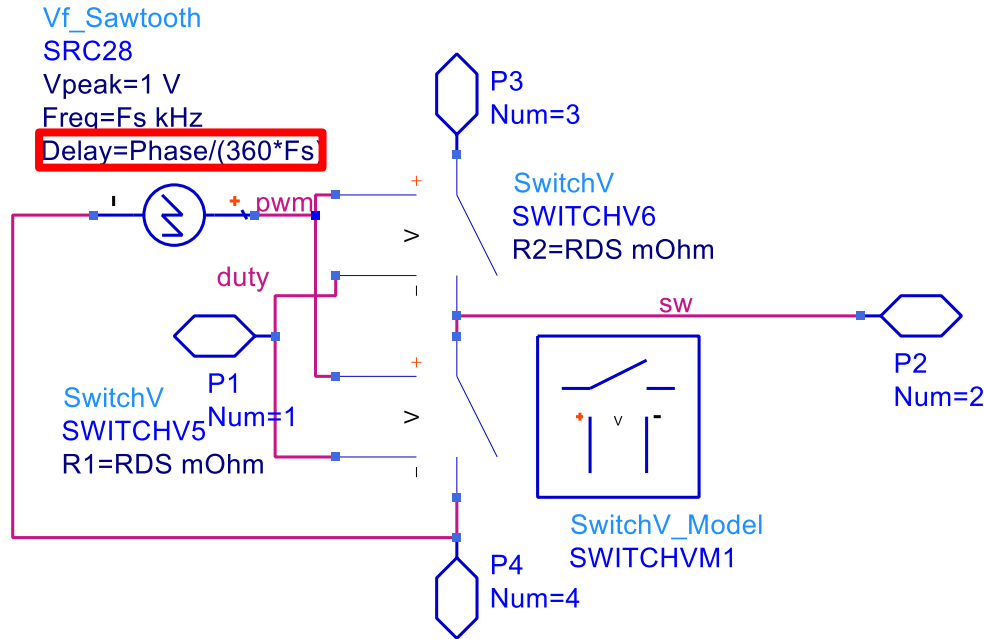 Vf_Sawtooth
SRC28
Vpeak=1 V
Freq=Fs kHz
Delay=Phase/(360*Fs)
P3
Num=3
- + pwm
+
V
-
SwitchV
SWITCHV6
R2=RDS mOhm
duty
sw
P1
Num=1
P2
Num=2
SwitchV
SWITCHV5
R1=RDS mOhm
+
V
-
+ V -
SwitchV_Model
SWITCHVM1
P4
Num=4